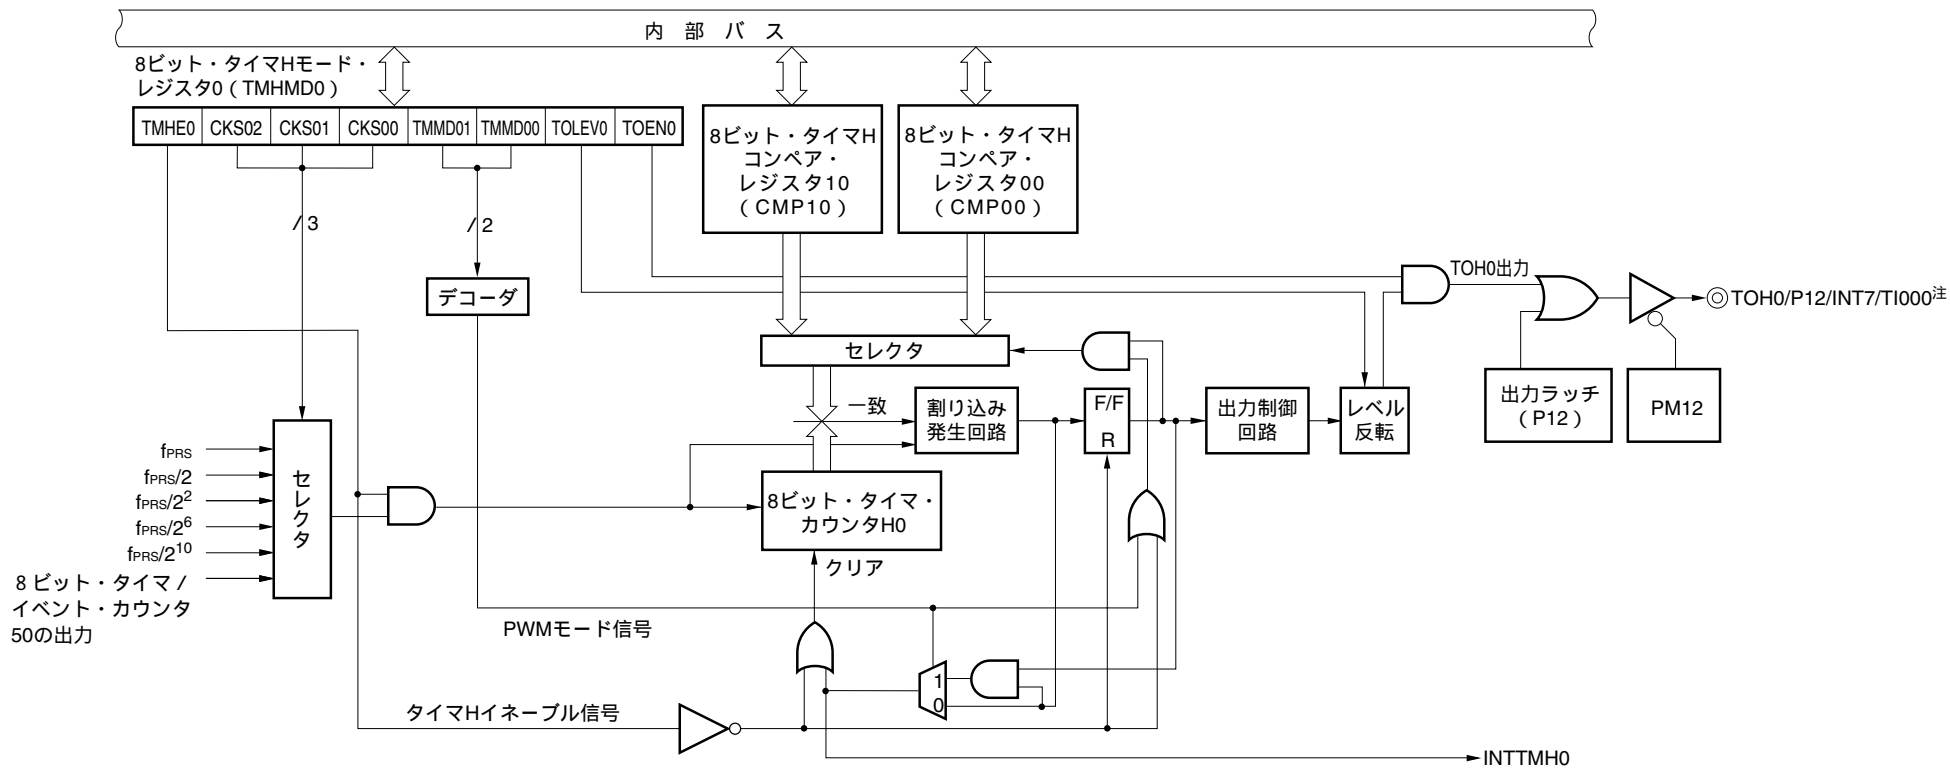 内 部 バ ス
8ビット・タイマHモード・
レジスタ0（TMHMD0）
TMHE0 CKS02 CKS01 CKS00 TMMD01 TMMD00 TOLEV0 TOEN0
8ビット・タイマH
コンペア・
レジスタ10
（CMP10）
8ビット・タイマH
コンペア・
レジスタ00
（CMP00）
/ 3
/ 2
デコーダ
TOH0出力
TOH0/P12/INT7/TI000注
セレクタ
一致
割り込み
発生回路
F/F
R
出力制御
回路
レベル
反転
出力ラッチ
（P12）
PM12
fPRS
fPRS/2
fPRS/2²
fPRS/2⁶
fPRS/2¹⁰
8 ビット・タイマ /
イベント・カウンタ
50の出力
セレクタ
8ビット・タイマ・
カウンタH0
クリア
PWMモード信号
1
0
タイマHイネーブル信号
INTTMH0